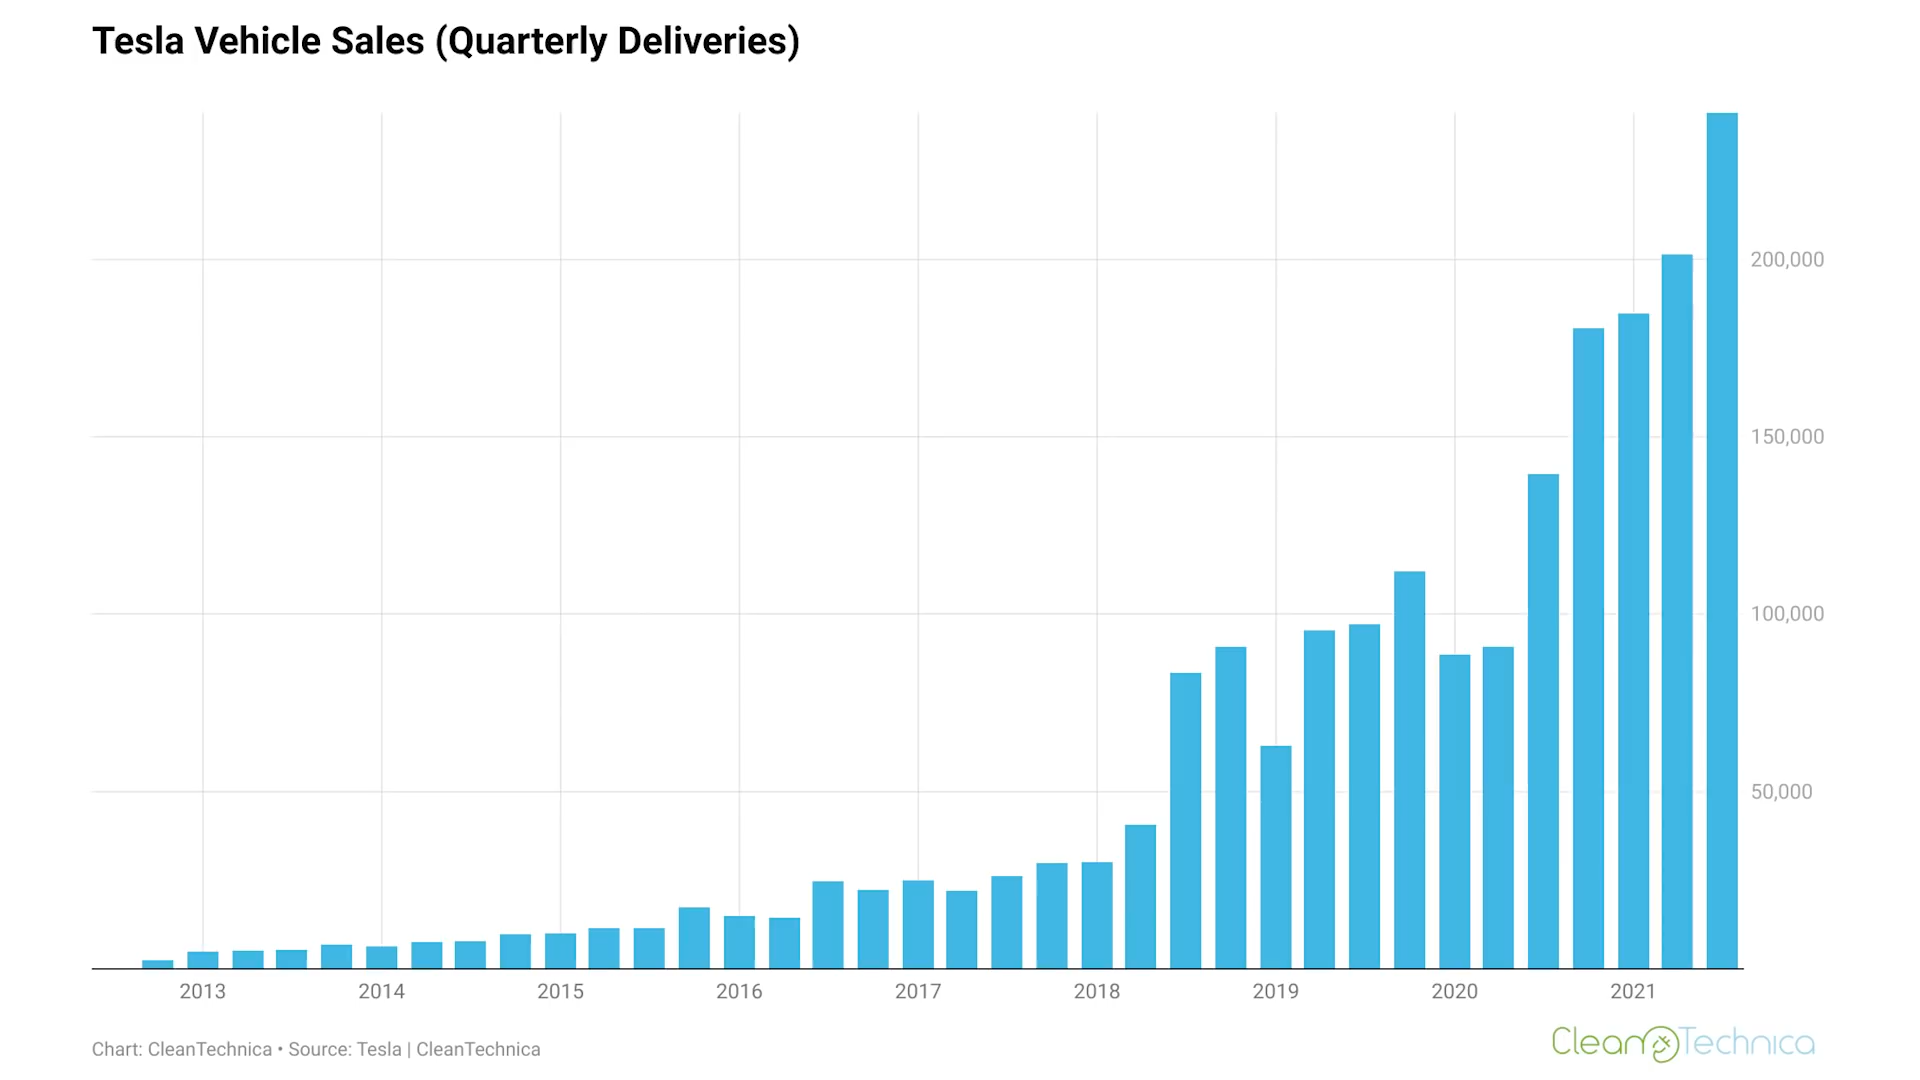 Tesla Vehicle Sales (Quarterly Deliveries)
200,000
150,000
100,000
50,000
2013 2014 2015 2016 2017 2018 2019 2020 2021
Chart: CleanTechnica • Source: Tesla | CleanTechnica
CleanTechnica